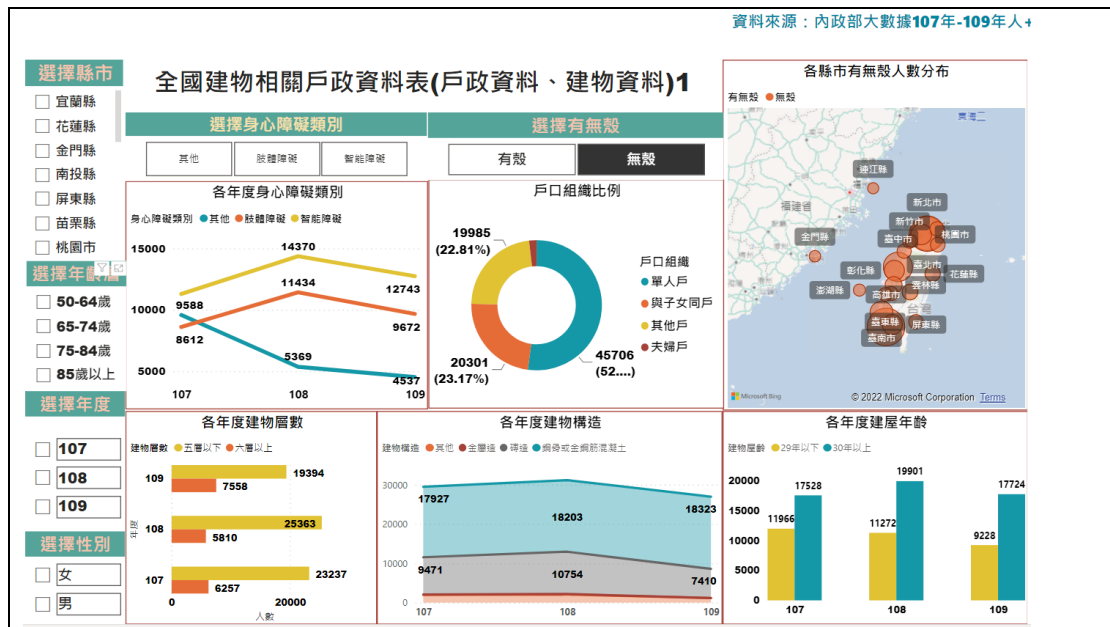 資料來源：內政部大數據107年-109年人+
選擇縣市
宜蘭縣
花蓮縣
金門縣
南投縣
屏東縣
苗栗縣
桃園市
選擇年齡層
50-64歲
65-74歲
75-84歲
85歲以上
選擇年度
107
108
109
選擇性別
女
男
全國建物相關戶政資料表(戶政資料、建物資料)1
選擇身心障礙類別
其他
肢體障礙
智能障礙
選擇有無殼
有殼
無殼
各年度身心障礙類別
身心障礙類別 其他 肢體障礙 智能障礙
15000
10000
5000
9588
8612
14370
11434
5369
12743
9672
4537
107
108
109
戶口組織比例
19985
(22.81%)
20301
(23.17%)
45706
(52....)
戶口組織
單人戶
與子女同戶
其他戶
夫婦戶
各縣市有無殼人數分布
有無殼 無殼
東海二
福建省
台灣
連江縣
新北市
新竹市
桃園市
臺中市
金門縣
臺北市
彰化縣
花蓮縣
雲林縣
澎湖縣
高雄市
臺東縣
屏東縣
臺南市
Microsoft Bing
© 2022 Microsoft Corporation Terms
各年度建物層數
建物層數 五層以下 六層以上
年度
109
19394
7558
108
25363
5810
107
23237
6257
0
20000
人數
各年度建物構造
建物構造 其他 金屬造 磚造 鋼骨或金鋼筋混凝土
30000
20000
10000
0
17927
18203
18323
9471
10754
7410
107
108
109
各年度建屋年齡
建物屋齡 29年以下 30年以上
20000
15000
10000
5000
0
11966
17528
11272
19901
9228
17724
107
108
109